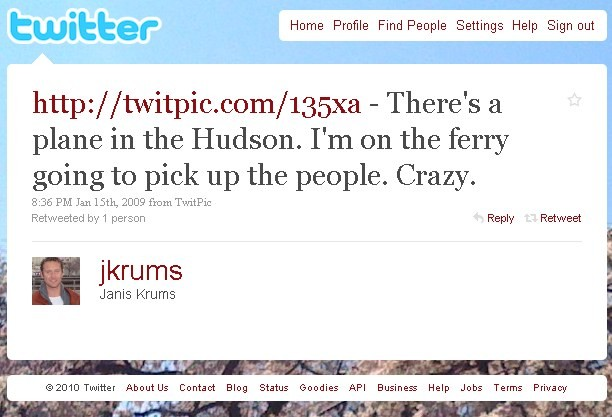 twitter
Home Profile Find People Settings Help Sign out
http://twitpic.com/135xa - There's a
plane in the Hudson. I'm on the ferry
going to pick up the people. Crazy.
8:36 PM Jan 15th, 2009 from TwitPic
Retweeted by 1 person
Reply Retweet
jkrums
Janis Krums
© 2010 Twitter About Us Contact Blog Status Goodies API Business Help Jobs Terms Privacy